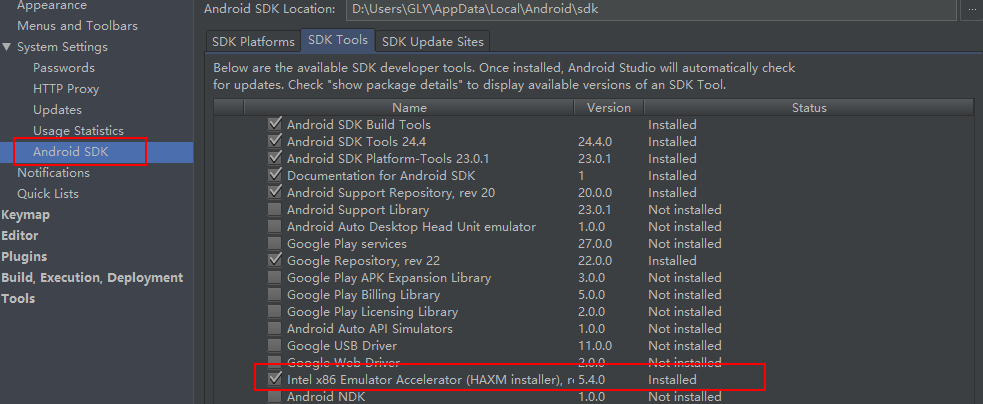 Appearance
Menus and Toolbars
System Settings
Passwords
HTTP Proxy
Updates
Usage Statistics
Android SDK
Notifications
Quick Lists
Keymap
Editor
Plugins
Build, Execution, Deployment
Tools
Android SDK Location: D:\Users\GLY\AppData\Local\Android\sdk ...
SDK Platforms SDK Tools SDK Update Sites
Below are the available SDK developer tools. Once installed, Android Studio will automatically check
for updates. Check "show package details" to display available versions of an SDK Tool.
Name Version Status
Android SDK Build Tools Installed
Android SDK Tools 24.4 24.4.0 Installed
Android SDK Platform-Tools 23.0.1 23.0.1 Installed
Documentation for Android SDK 1 Installed
Android Support Repository, rev 20 20.0.0 Installed
Android Support Library 23.0.1 Not installed
Android Auto Desktop Head Unit emulator 1.0.0 Not installed
Google Play services 27.0.0 Not installed
Google Repository, rev 22 22.0.0 Installed
Google Play APK Expansion Library 3.0.0 Not installed
Google Play Billing Library 5.0.0 Not installed
Google Play Licensing Library 2.0.0 Not installed
Android Auto API Simulators 1.0.0 Not installed
Google USB Driver 11.0.0 Not installed
Google Web Driver 2.0.0 Not installed
Intel x86 Emulator Accelerator (HAXM installer), re 5.4.0 Installed
Android NDK 1.0.0 Not installed